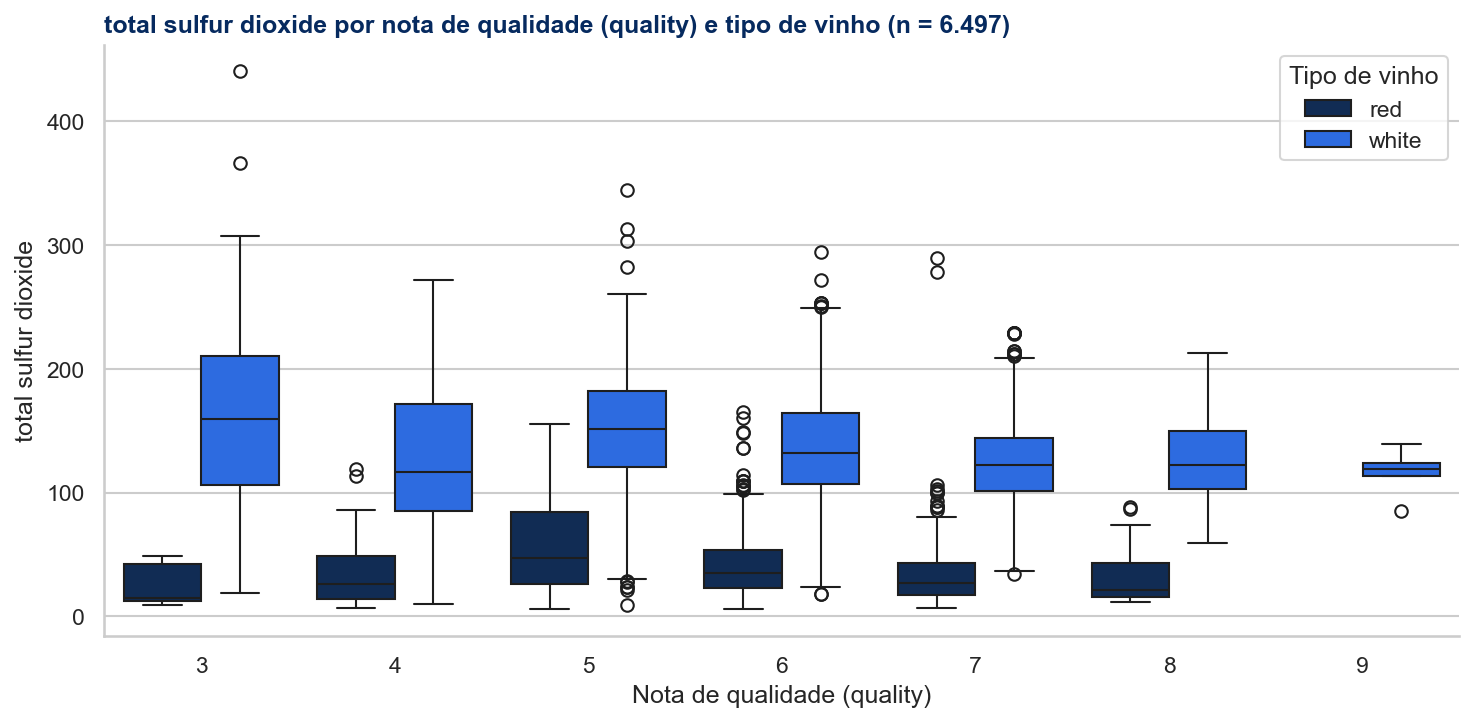 total sulfur dioxide por nota de qualidade (quality) e tipo de vinho (n = 6.497)
Tipo de vinho
red
white
total sulfur dioxide
400
300
200
100
0
3 4 5 6 7 8 9
Nota de qualidade (quality)